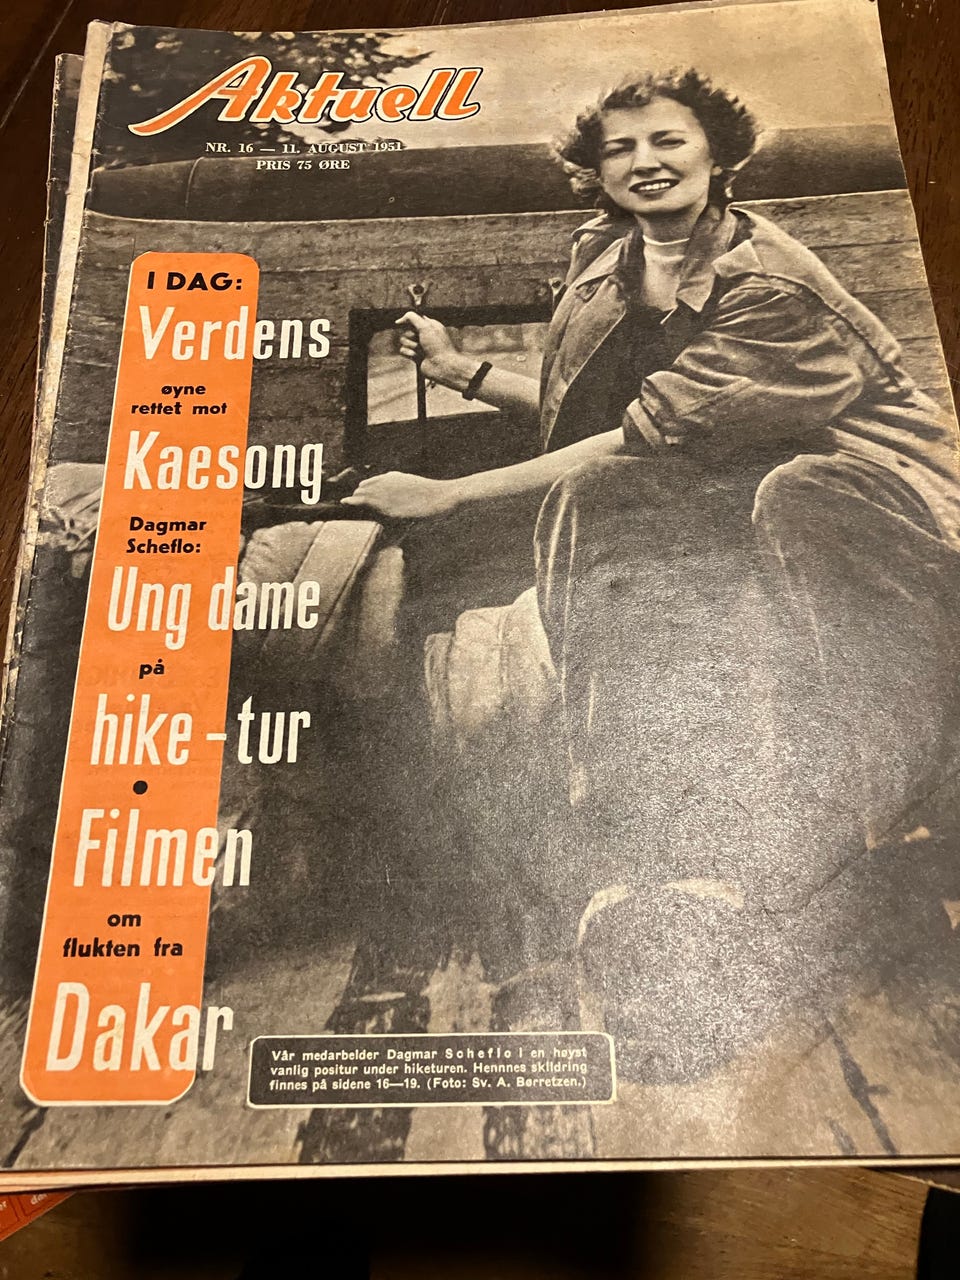 Aktuell
NR. 16 — 11. AUGUST 1951
PRIS 75 ØRE
I DAG:
Verdens
øyne
rettet mot
Kaesong
Dagmar
Scheflo:
Ung dame
på
hike-tur
•
Filmen
om
flukten fra
Dakar
Vår medarbeider Dagmar Scheflo i en høyst
vanlig positur under hiketuren. Hennnes skildring
finnes på sidene 16—19. (Foto: Sv. A. Børretzen.)